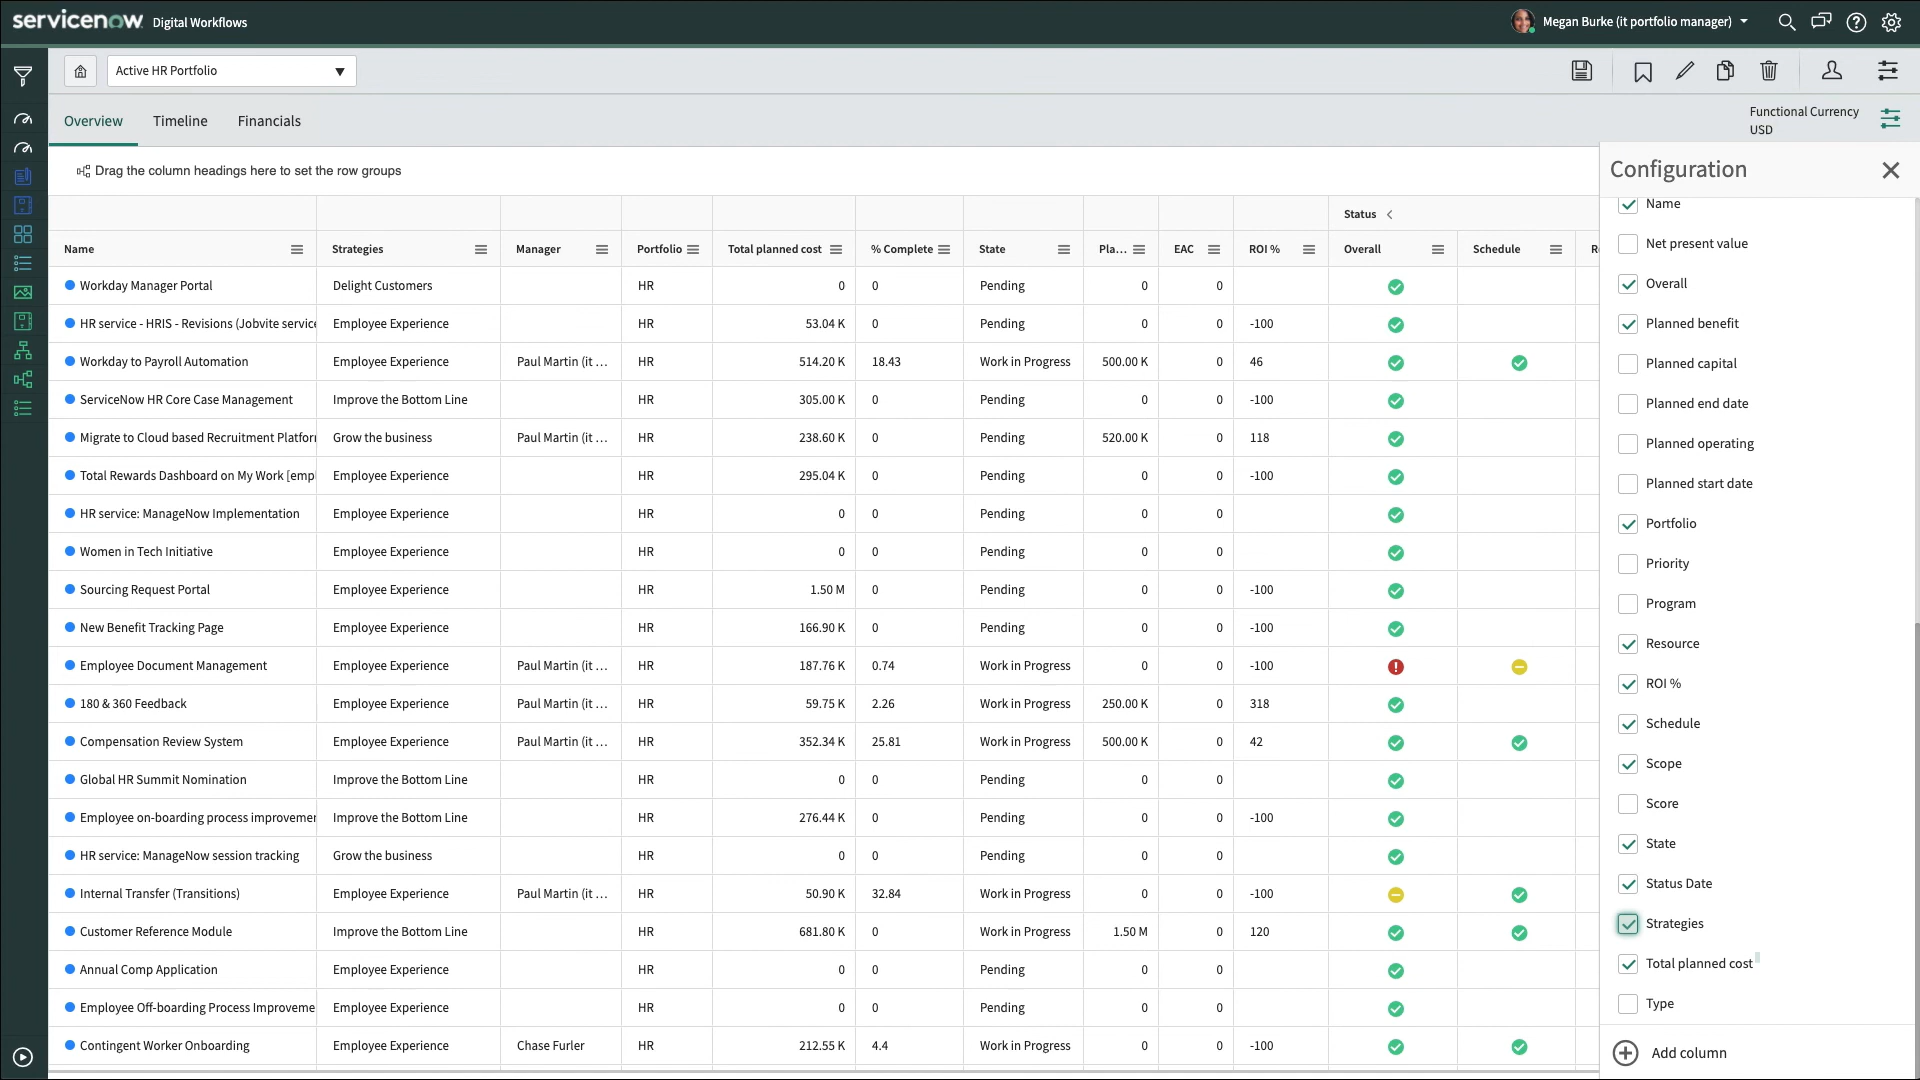 servicenow Digital Workflows
Megan Burke (it portfolio manager)
Active HR Portfolio
Overview Timeline Financials
Functional Currency
USD
Drag the column headings here to set the row groups
Status
Name Strategies Manager Portfolio Total planned cost % Complete State Pla... EAC ROI % Overall Schedule
Workday Manager Portal Delight Customers HR 0 0 Pending 0 0
HR service - HRIS - Revisions (Jobvite service Employee Experience HR 53.04 K 0 Pending 0 0 -100
Workday to Payroll Automation Employee Experience Paul Martin (it ... HR 514.20 K 18.43 Work in Progress 500.00 K 0 46
ServiceNow HR Core Case Management Improve the Bottom Line HR 305.00 K 0 Pending 0 0 -100
Migrate to Cloud based Recruitment Platfor Grow the business Paul Martin (it ... HR 238.60 K 0 Pending 520.00 K 0 118
Total Rewards Dashboard on My Work [emp Employee Experience HR 295.04 K 0 Pending 0 0 -100
HR service: ManageNow Implementation Employee Experience HR 0 0 Pending 0 0
Women in Tech Initiative Employee Experience HR 0 0 Pending 0 0
Sourcing Request Portal Employee Experience HR 1.50 M 0 Pending 0 0 -100
New Benefit Tracking Page Employee Experience HR 166.90 K 0 Pending 0 0 -100
Employee Document Management Employee Experience Paul Martin (it ... HR 187.76 K 0.74 Work in Progress 0 0 -100
180 & 360 Feedback Employee Experience Paul Martin (it ... HR 59.75 K 2.26 Work in Progress 250.00 K 0 318
Compensation Review System Employee Experience Paul Martin (it ... HR 352.34 K 25.81 Work in Progress 500.00 K 0 42
Global HR Summit Nomination Improve the Bottom Line HR 0 0 Pending 0 0
Employee on-boarding process improvemen Improve the Bottom Line HR 276.44 K 0 Pending 0 0 -100
HR service: ManageNow session tracking Grow the business HR 0 0 Pending 0 0
Internal Transfer (Transitions) Employee Experience Paul Martin (it ... HR 50.90 K 32.84 Work in Progress 0 0 -100
Customer Reference Module Improve the Bottom Line HR 681.80 K 0 Work in Progress 1.50 M 0 120
Annual Comp Application Employee Experience HR 0 0 Pending 0 0
Employee Off-boarding Process Improveme Employee Experience HR 0 0 Pending 0 0
Contingent Worker Onboarding Employee Experience Chase Furler HR 212.55 K 4.4 Work in Progress 0 0 -100
Configuration
Name
Net present value
Overall
Planned benefit
Planned capital
Planned end date
Planned operating
Planned start date
Portfolio
Priority
Program
Resource
ROI %
Schedule
Scope
Score
State
Status Date
Strategies
Total planned cost
Type
Add column